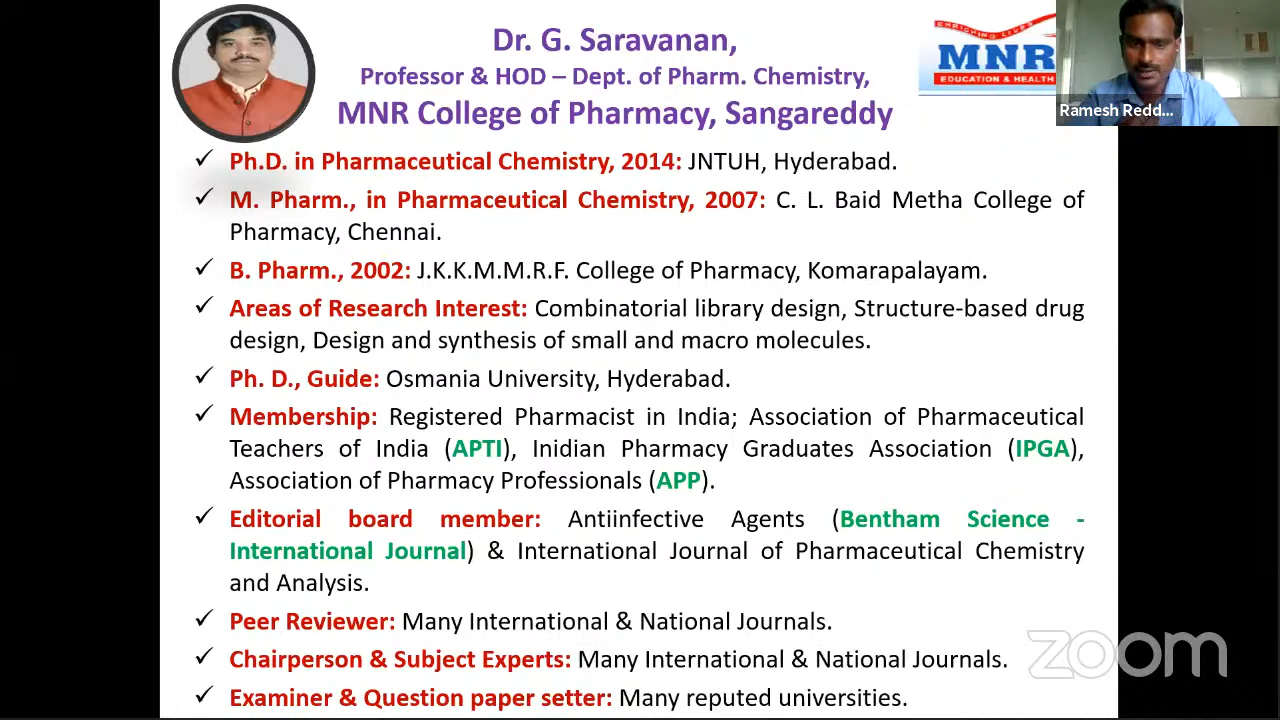 Dr. G. Saravanan,
Professor & HOD – Dept. of Pharm. Chemistry,
MNR College of Pharmacy, Sangareddy
ENRICHING LIVES
MNR
EDUCATION & HEALTH
Ramesh Redd...
✓ Ph.D. in Pharmaceutical Chemistry, 2014: JNTUH, Hyderabad.
✓ M. Pharm., in Pharmaceutical Chemistry, 2007: C. L. Baid Metha College of
Pharmacy, Chennai.
✓ B. Pharm., 2002: J.K.K.M.M.R.F. College of Pharmacy, Komarapalayam.
✓ Areas of Research Interest: Combinatorial library design, Structure-based drug
design, Design and synthesis of small and macro molecules.
✓ Ph. D., Guide: Osmania University, Hyderabad.
✓ Membership: Registered Pharmacist in India; Association of Pharmaceutical
Teachers of India (APTI), Inidian Pharmacy Graduates Association (IPGA),
Association of Pharmacy Professionals (APP).
✓ Editorial board member: Antiinfective Agents (Bentham Science -
International Journal) & International Journal of Pharmaceutical Chemistry
and Analysis.
✓ Peer Reviewer: Many International & National Journals.
✓ Chairperson & Subject Experts: Many International & National Journals.
✓ Examiner & Question paper setter: Many reputed universities.
zoom